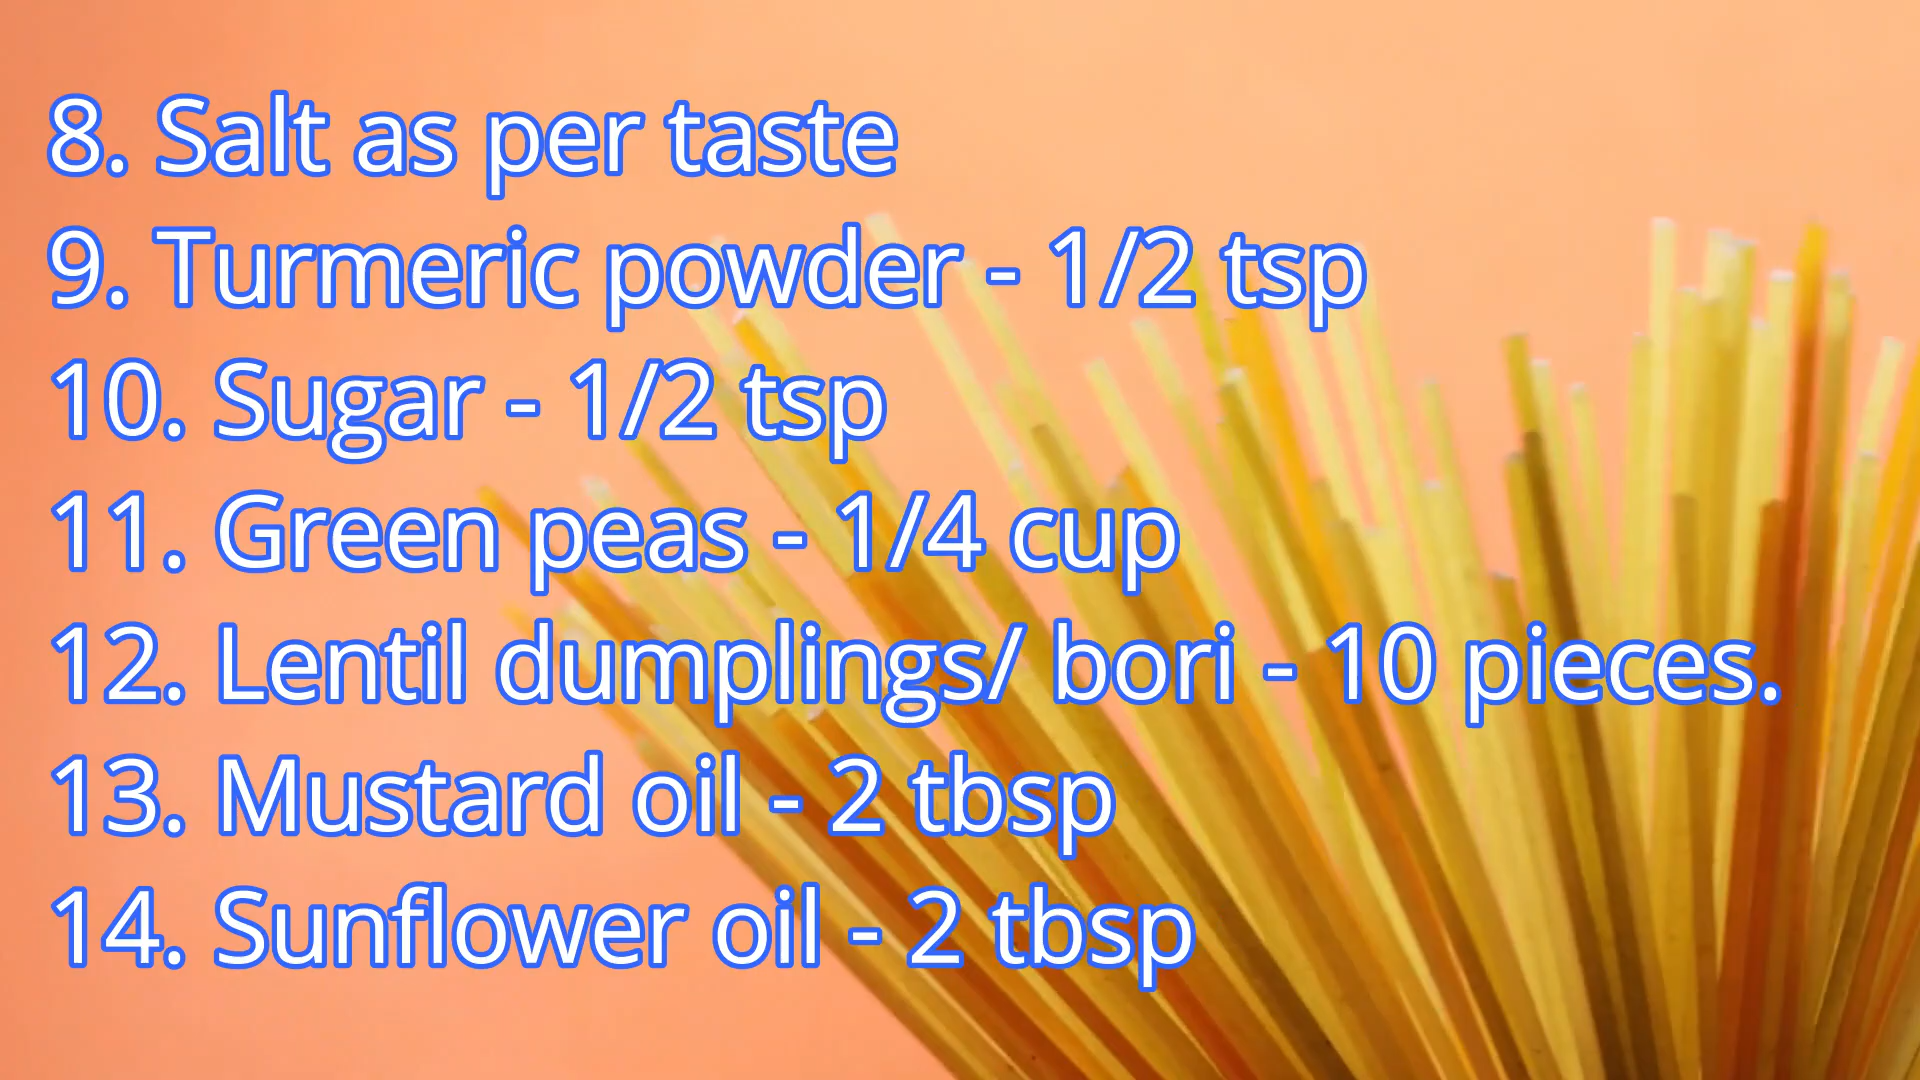 8. Salt as per taste
9. Turmeric powder - 1/2 tsp
10. Sugar - 1/2 tsp
11. Green peas - 1/4 cup
12. Lentil dumplings/ bori - 10 pieces.
13. Mustard oil - 2 tbsp
14. Sunflower oil - 2 tbsp